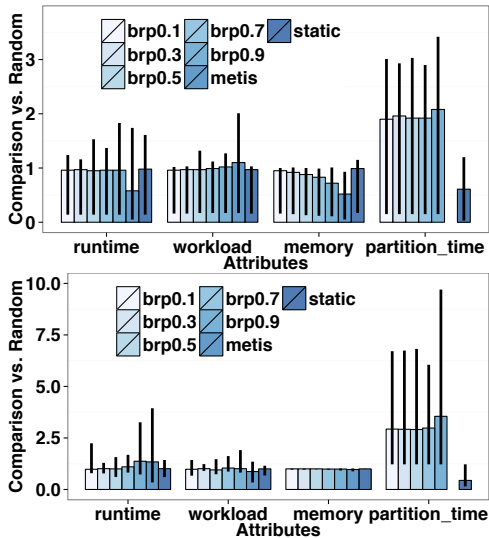 Comparison vs. Random
3
2
1
0
brp0.1 brp0.7 static
brp0.3 brp0.9
brp0.5 metis
runtime workload memory partition_time
Attributes
Comparison vs. Random
10.0
7.5
5.0
2.5
0.0
brp0.1 brp0.7 static
brp0.3 brp0.9
brp0.5 metis
runtime workload memory partition_time
Attributes